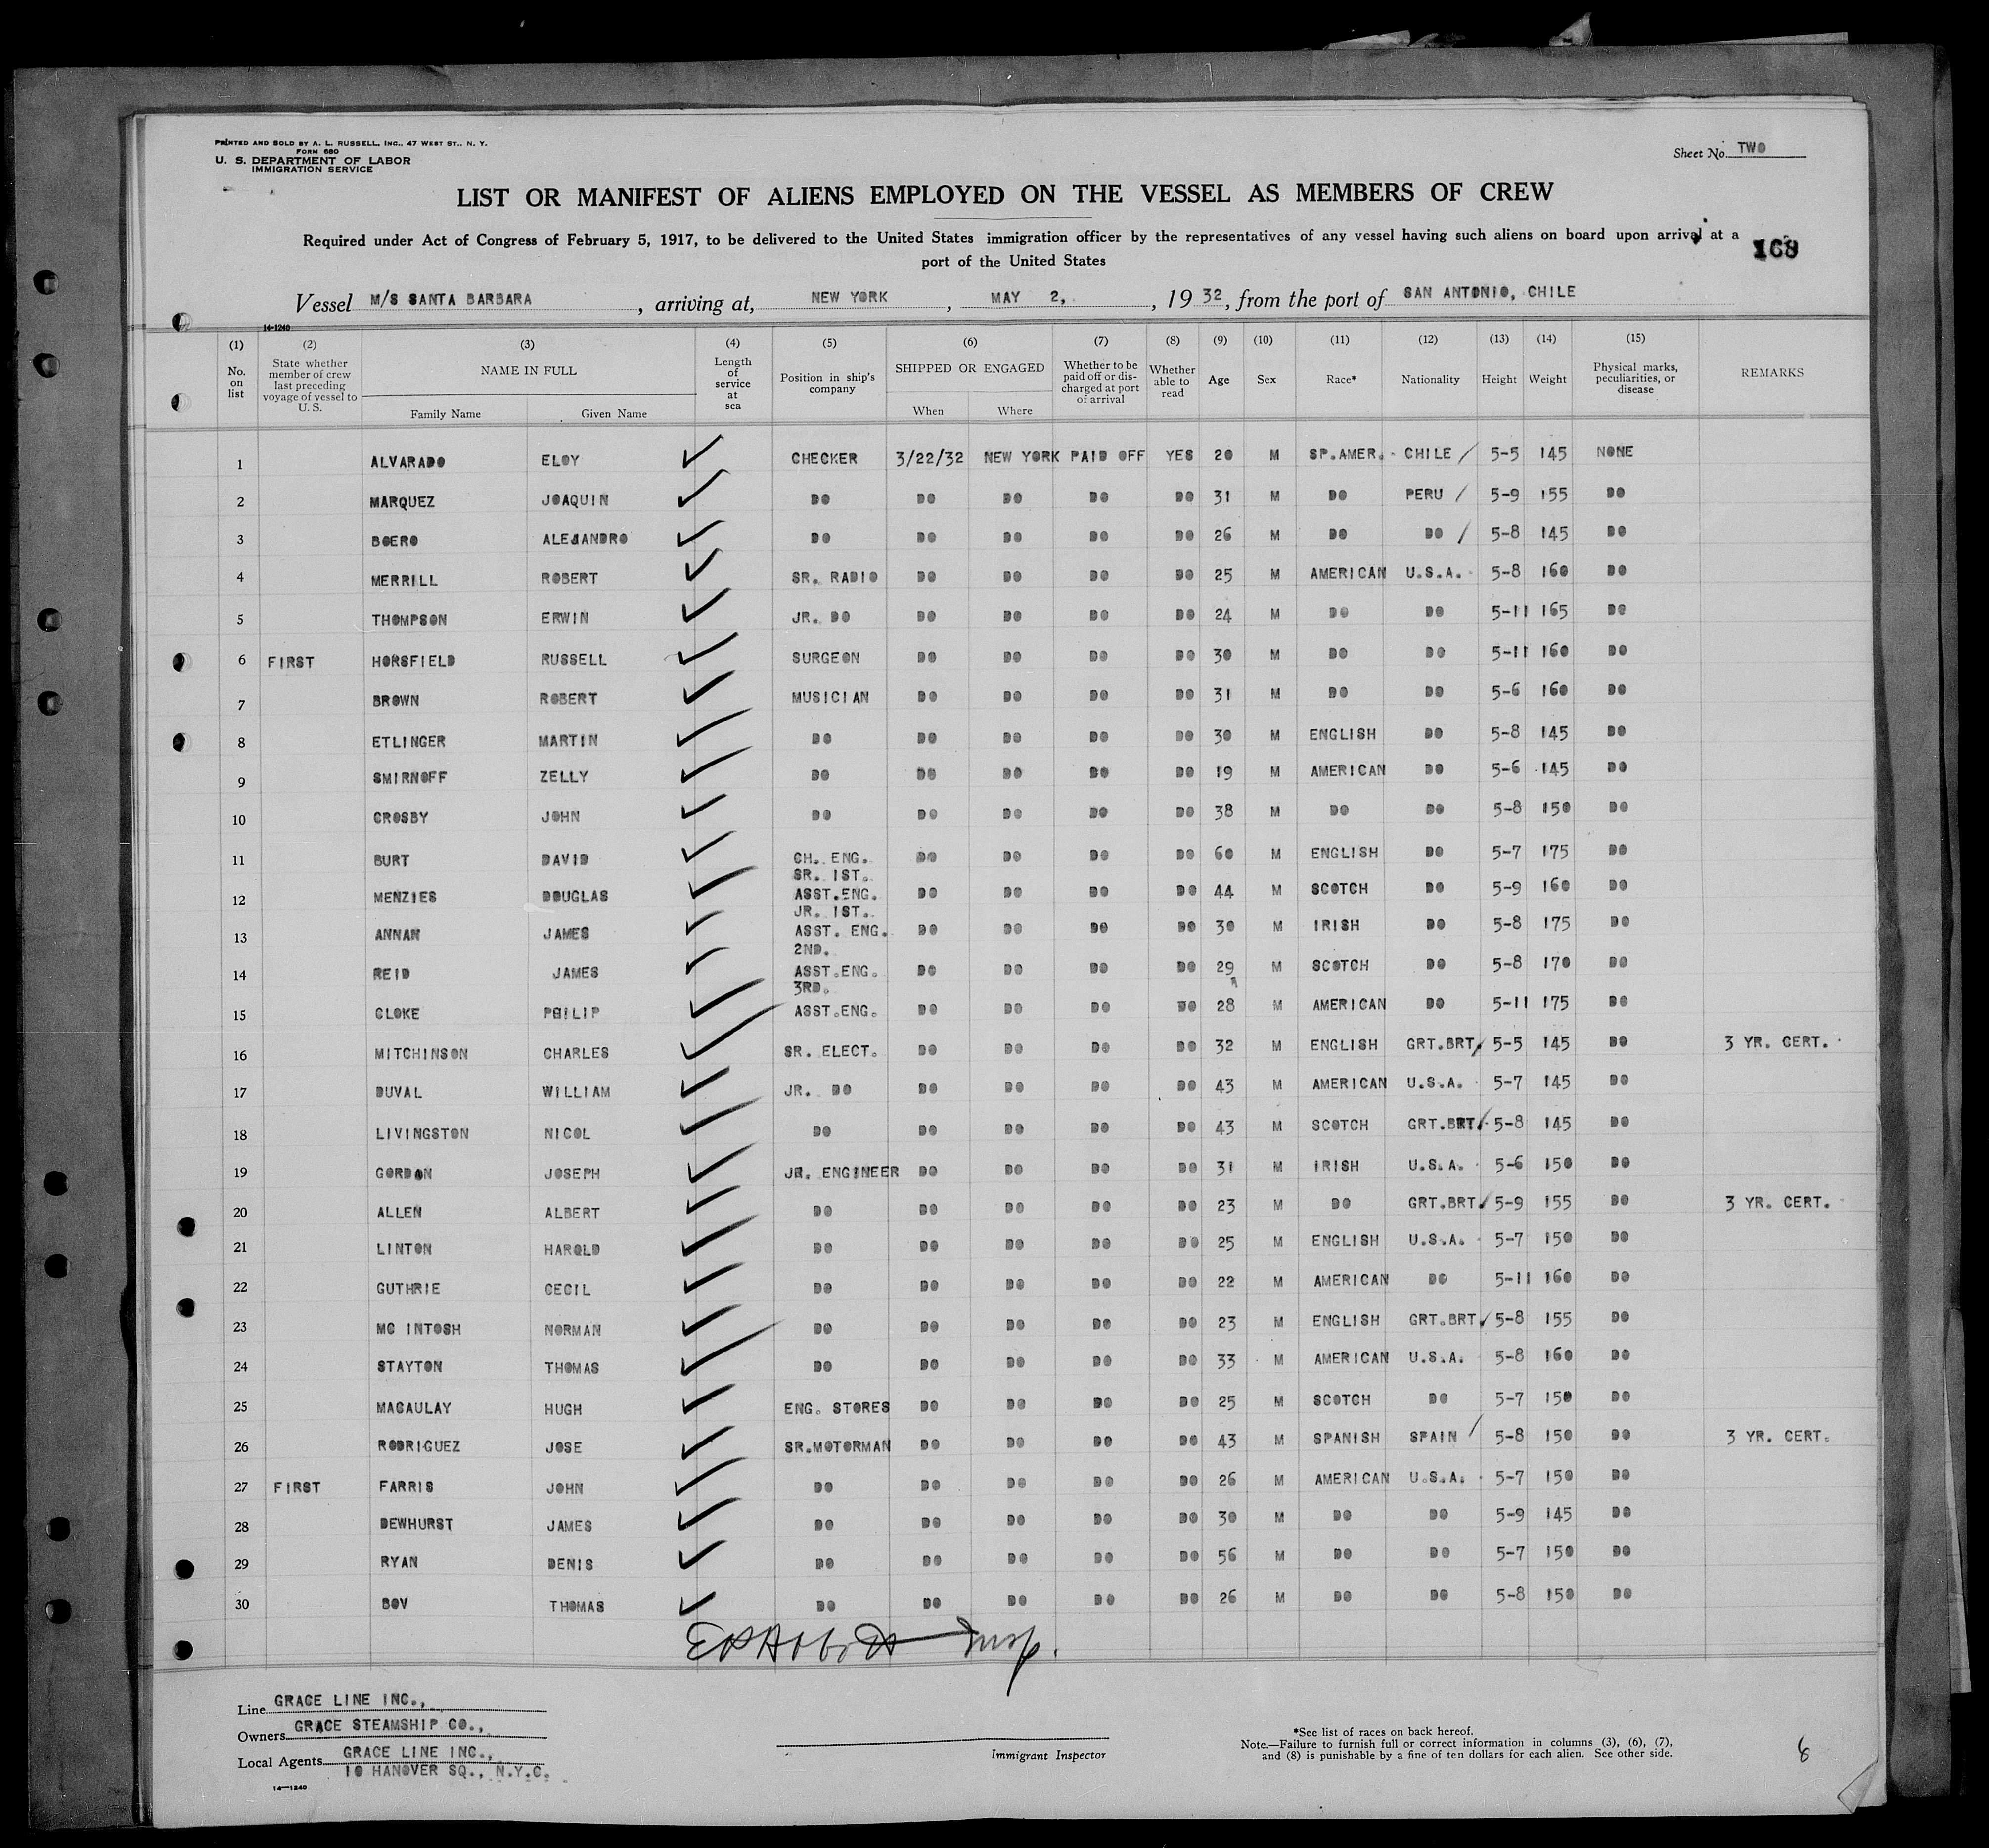 PRINTED AND SOLD BY A. L. RUSSELL, INC., 47 WEST ST., N. Y.
FORM 680
U. S. DEPARTMENT OF LABOR
IMMIGRATION SERVICE
Sheet No. TWO
LIST OR MANIFEST OF ALIENS EMPLOYED ON THE VESSEL AS MEMBERS OF CREW
Required under Act of Congress of February 5, 1917, to be delivered to the United States immigration officer by the representatives of any vessel having such aliens on board upon arrival at a
port of the United States
168
Vessel M/S SANTA BARBARA, arriving at, NEW YORK, MAY 2,, 1932, from the port of SAN ANTONIO, CHILE
14-1240
(1) (2) (3) (4) (5) (6) (7) (8) (9) (10) (11) (12) (13) (14) (15)
No. on list State whether member of crew last preceding voyage of vessel to U. S. NAME IN FULL Length of service at sea Position in ship's company SHIPPED OR ENGAGED Whether to be paid off or discharged at port of arrival Whether able to read Age Sex Race* Nationality Height Weight Physical marks, peculiarities, or disease REMARKS
Family Name Given Name When Where
1 ALVARADO ELOY CHECKER 3/22/32 NEW YORK PAID OFF YES 20 M SP.AMER. CHILE 5-5 145 NONE
2 MARQUEZ JOAQUIN DO DO DO DO DO 31 M DO PERU 5-9 155 DO
3 BOERO ALEJANDRO DO DO DO DO DO 26 M DO DO 5-8 145 DO
4 MERRILL ROBERT SR. RADIO DO DO DO DO 25 M AMERICAN U.S.A. 5-8 160 DO
5 THOMPSON ERWIN JR. DO DO DO DO DO 24 M DO DO 5-11 165 DO
6 FIRST HORSFIELD RUSSELL SURGEON DO DO DO DO 30 M DO DO 5-11 160 DO
7 BROWN ROBERT MUSICIAN DO DO DO DO 31 M DO DO 5-6 160 DO
8 ETLINGER MARTIN DO DO DO DO DO 30 M ENGLISH DO 5-8 145 DO
9 SMIRNOFF ZELLY DO DO DO DO DO 19 M AMERICAN DO 5-6 145 DO
10 CROSBY JOHN DO DO DO DO DO 38 M DO DO 5-8 150 DO
11 BURT DAVID CH. ENG. DO DO DO DO 60 M ENGLISH DO 5-7 175 DO
12 MENZIES DOUGLAS SR. 1ST. ASST.ENG. DO DO DO DO 44 M SCOTCH DO 5-9 160 DO
13 ANNAN JAMES JR. 1ST. ASST. ENG. DO DO DO DO 30 M IRISH DO 5-8 175 DO
14 REID JAMES 2ND. ASST.ENG. DO DO DO DO 29 M SCOTCH DO 5-8 170 DO
15 CLOKE PHILIP 3RD. ASST.ENG. DO DO DO DO 28 M AMERICAN DO 5-11 175 DO
16 MITCHINSON CHARLES SR. ELECT. DO DO DO DO 32 M ENGLISH GRT.BRT. 5-5 145 DO 3 YR. CERT.
17 DUVAL WILLIAM JR. DO DO DO DO DO 43 M AMERICAN U.S.A. 5-7 145 DO
18 LIVINGSTON NICOL DO DO DO DO DO 43 M SCOTCH GRT.BRT. 5-8 145 DO
19 GORDAN JOSEPH JR. ENGINEER DO DO DO DO 31 M IRISH U.S.A. 5-6 150 DO
20 ALLEN ALBERT DO DO DO DO DO 23 M DO GRT.BRT. 5-9 155 DO 3 YR. CERT.
21 LINTON HAROLD DO DO DO DO DO 25 M ENGLISH U.S.A. 5-7 150 DO
22 GUTHRIE CECIL DO DO DO DO DO 22 M AMERICAN DO 5-11 160 DO
23 MC INTOSH NORMAN DO DO DO DO DO 23 M ENGLISH GRT.BRT. 5-8 155 DO
24 STAYTON THOMAS DO DO DO DO DO 33 M AMERICAN U.S.A. 5-8 160 DO
25 MACAULAY HUGH ENG. STORES DO DO DO DO 25 M SCOTCH DO 5-7 150 DO
26 RODRIGUEZ JOSE SR.MOTORMAN DO DO DO DO 43 M SPANISH SPAIN 5-8 150 DO 3 YR. CERT.
27 FIRST FARRIS JOHN DO DO DO DO DO 26 M AMERICAN U.S.A. 5-7 150 DO
28 DEWHURST JAMES DO DO DO DO DO 30 M DO DO 5-9 145 DO
29 RYAN DENIS DO DO DO DO DO 56 M DO DO 5-7 150 DO
30 BOV THOMAS DO DO DO DO DO 26 M DO DO 5-8 150 DO
Insp.
Line GRACE LINE INC.,
Owners GRACE STEAMSHIP CO.,
Local Agents GRACE LINE INC.,
10 HANOVER SQ., N.Y.C.
14-1240
Immigrant Inspector
*See list of races on back hereof.
Note.—Failure to furnish full or correct information in columns (3), (6), (7),
and (8) is punishable by a fine of ten dollars for each alien. See other side.
8